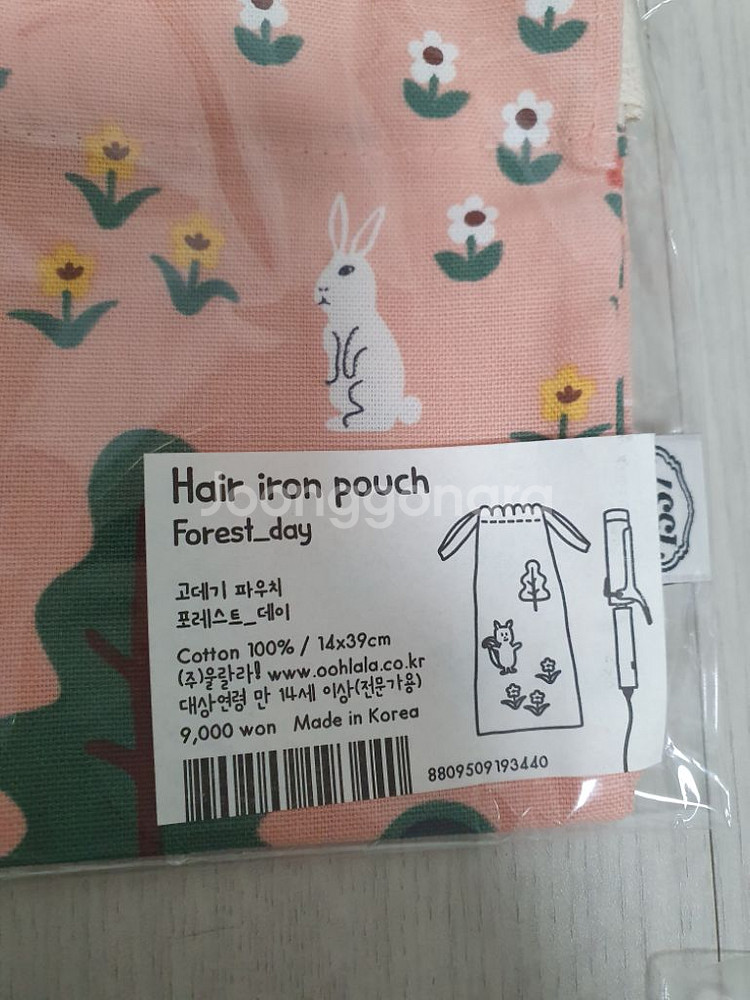 Hair iron pouch
Joonggonara
Forest_day
고데기 파우치
포레스트_데이
Cotton 100% / 14x39cm
(주)울랄라! www.oohlala.co.kr
대상연령 만 14세 이상(전문가용)
9,000 won Made in Korea
8809509193440